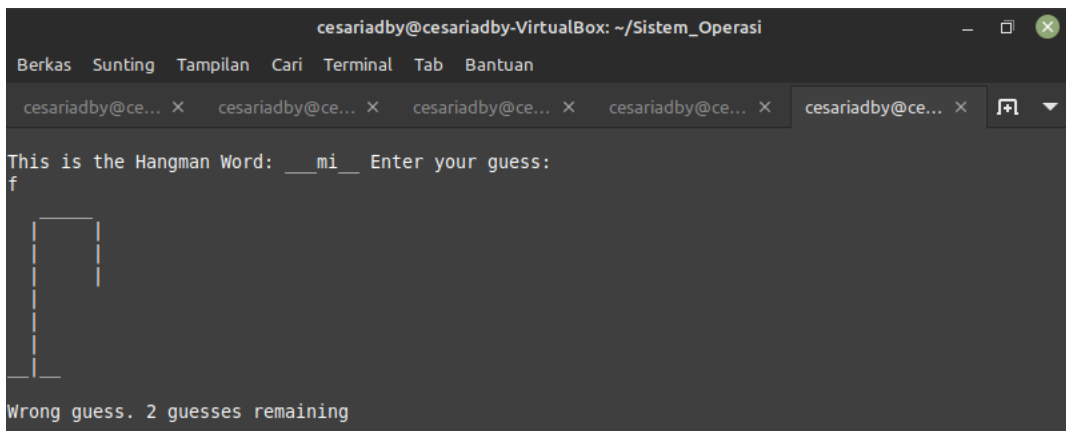 cesariadby@cesariadby-VirtualBox: ~/Sistem_Operasi
Berkas Sunting Tampilan Cari Terminal Tab Bantuan
cesariadby@ce... cesariadby@ce... cesariadby@ce... cesariadby@ce... cesariadby@ce...
This is the Hangman Word: ___mi__ Enter your guess:
f
Wrong guess. 2 guesses remaining